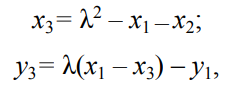 x₃= λ² – x₁ –x₂;
y₃= λ(x₁ – x₃) – y₁,